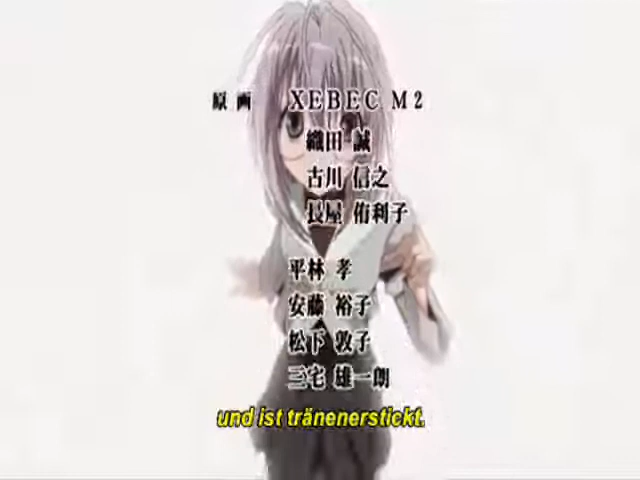 原画 XEBEC M2
織田 誠
古川 信之
長屋 侑利子
平林 孝
安藤 裕子
松下 敦子
三宅 雄一朗
und ist tränenerstickt.